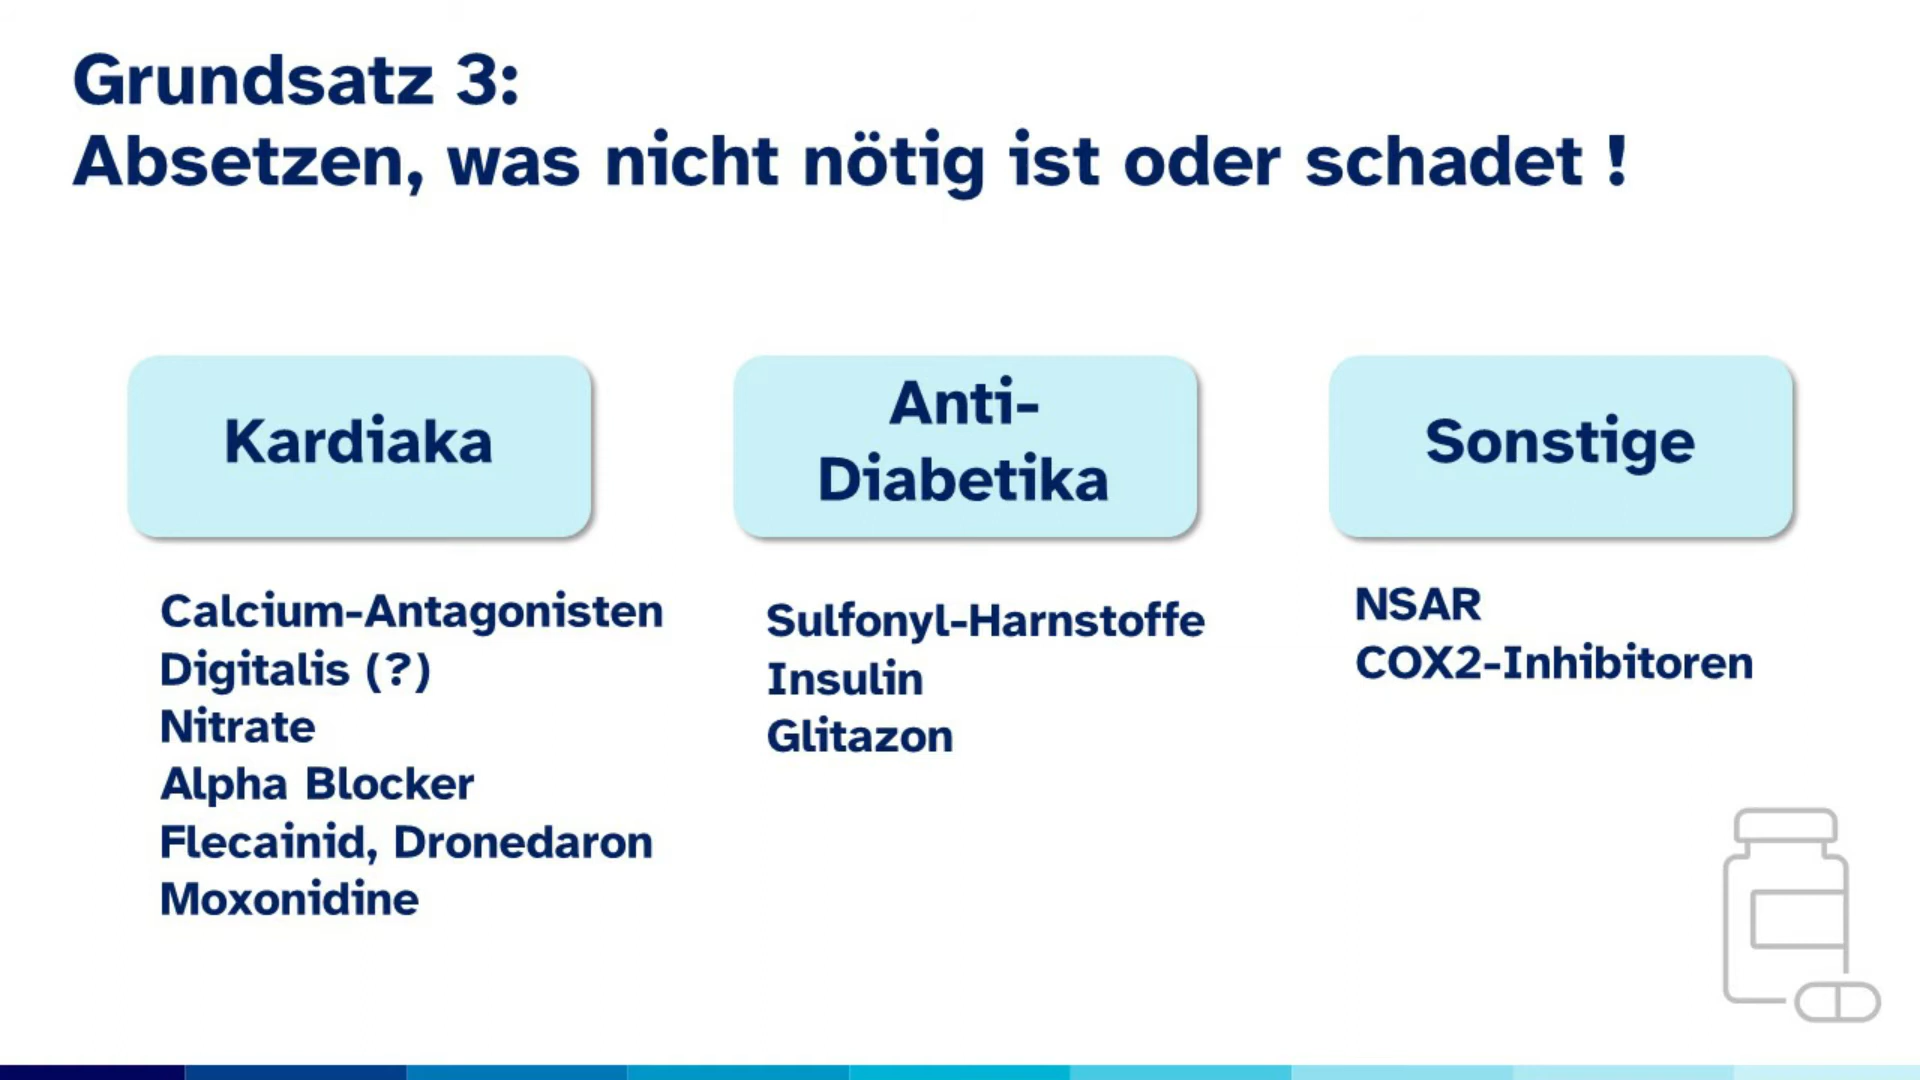 Grundsatz 3:
Absetzen, was nicht nötig ist oder schadet !
Kardiaka
Calcium-Antagonisten
Digitalis (?)
Nitrate
Alpha Blocker
Flecainid, Dronedaron
Moxonidine
Anti-
Diabetika
Sulfonyl-Harnstoffe
Insulin
Glitazon
Sonstige
NSAR
COX2-Inhibitoren